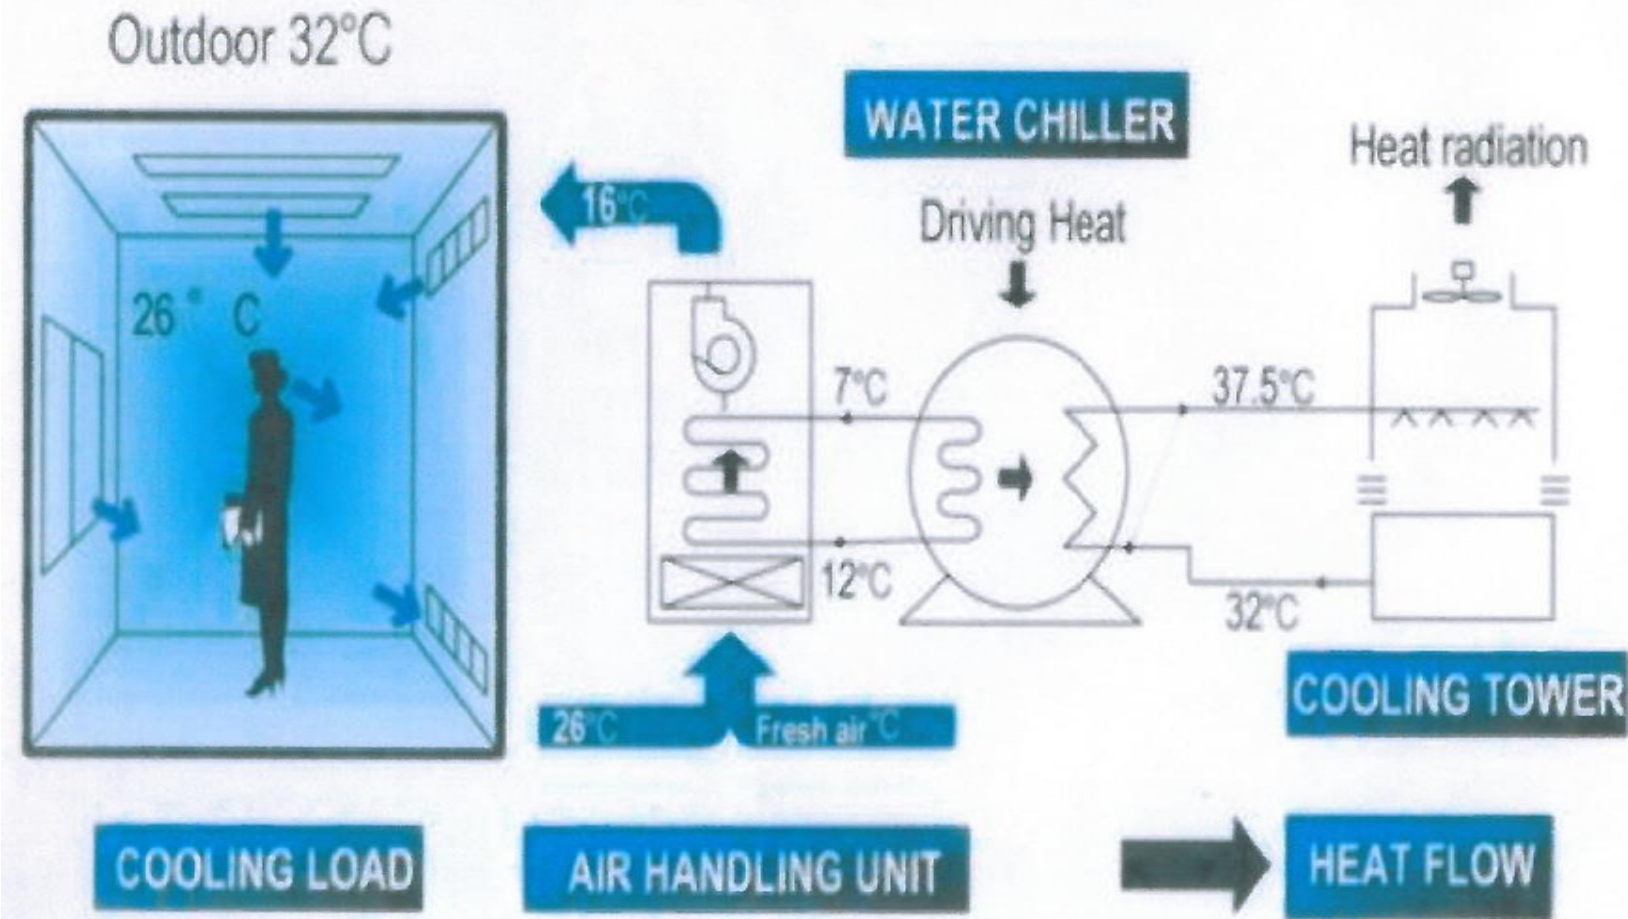 Outdoor 32°C
WATER CHILLER
Heat radiation
16°C
Driving Heat
26 ° C
7°C
37.5°C
12°C
32°C
COOLING TOWER
26°C
Fresh air °C
COOLING LOAD
AIR HANDLING UNIT
HEAT FLOW